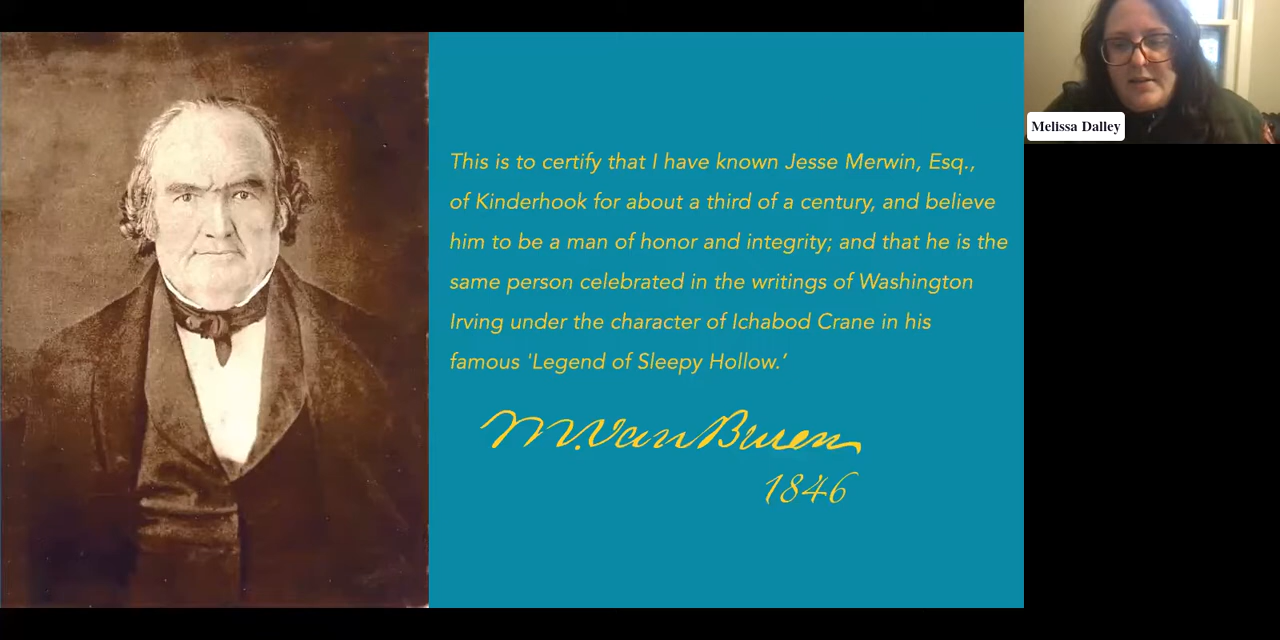 This is to certify that I have known Jesse Merwin, Esq.,
of Kinderhook for about a third of a century, and believe
him to be a man of honor and integrity; and that he is the
same person celebrated in the writings of Washington
Irving under the character of Ichabod Crane in his
famous 'Legend of Sleepy Hollow.’
M. Van Buren
1846
Melissa Dalley